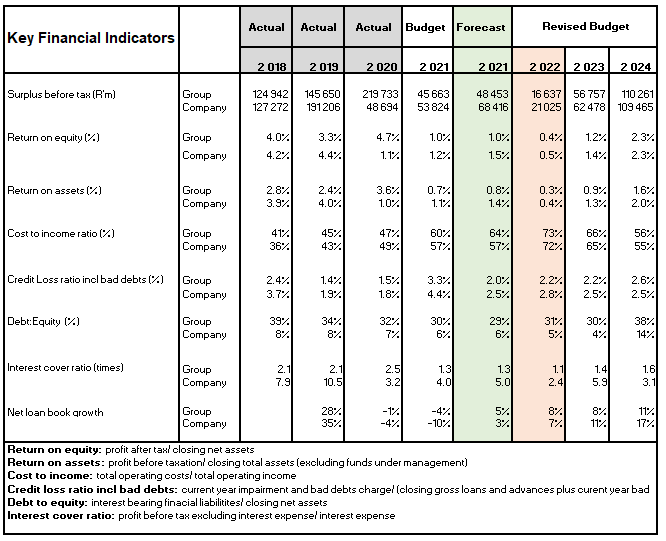 Key Financial Indicators Actual Actual Actual Budget Forecast Revised Budget
2 018 2 019 2 020 2 021 2 021 2 022 2 023 2 024
Surplus before tax (R'm) Group 124 942 145 650 219 733 45 663 48 453 16 637 56 757 110 261
Company 127 272 191 206 48 694 53 824 68 416 21 025 62 478 109 465
Return on equity (%) Group 4.0% 3.3% 4.7% 1.0% 1.0% 0.4% 1.2% 2.3%
Company 4.2% 4.4% 1.1% 1.2% 1.5% 0.5% 1.4% 2.3%
Return on assets (%) Group 2.8% 2.4% 3.6% 0.7% 0.8% 0.3% 0.9% 1.6%
Company 3.9% 4.0% 1.0% 1.1% 1.4% 0.4% 1.3% 2.0%
Cost to income ratio (%) Group 41% 45% 47% 60% 64% 73% 66% 56%
Company 36% 43% 49% 57% 57% 72% 65% 55%
Credit Loss ratio incl bad debts (%) Group 2.4% 1.4% 1.5% 3.3% 2.0% 2.2% 2.2% 2.6%
Company 3.7% 1.9% 1.8% 4.4% 2.5% 2.8% 2.5% 2.5%
Debt:Equity (%) Group 39% 34% 32% 30% 29% 31% 30% 38%
Company 8% 8% 7% 6% 6% 5% 4% 14%
Interest cover ratio (times) Group 2.1 2.1 2.5 1.3 1.3 1.1 1.4 1.6
Company 7.9 10.5 3.2 4.0 5.0 2.4 5.9 3.1
Net loan book growth Group 28% -1% -4% 5% 8% 8% 11%
Company 35% -4% -10% 3% 7% 11% 17%
Return on equity: profit after tax/ closing net assets
Return on assets: profit before taxation/ closing total assets (excluding funds under management)
Cost to income: total operating costs/ total operating income
Credit loss ratio incl bad debts: current year impairment and bad debts charge/ (closing gross loans and advances plus curent year bad
Debt to equity: interest bearing finacial liabilitites/ closing net assets
Interest cover ratio: profit before tax excluding interest expense/ interest expense